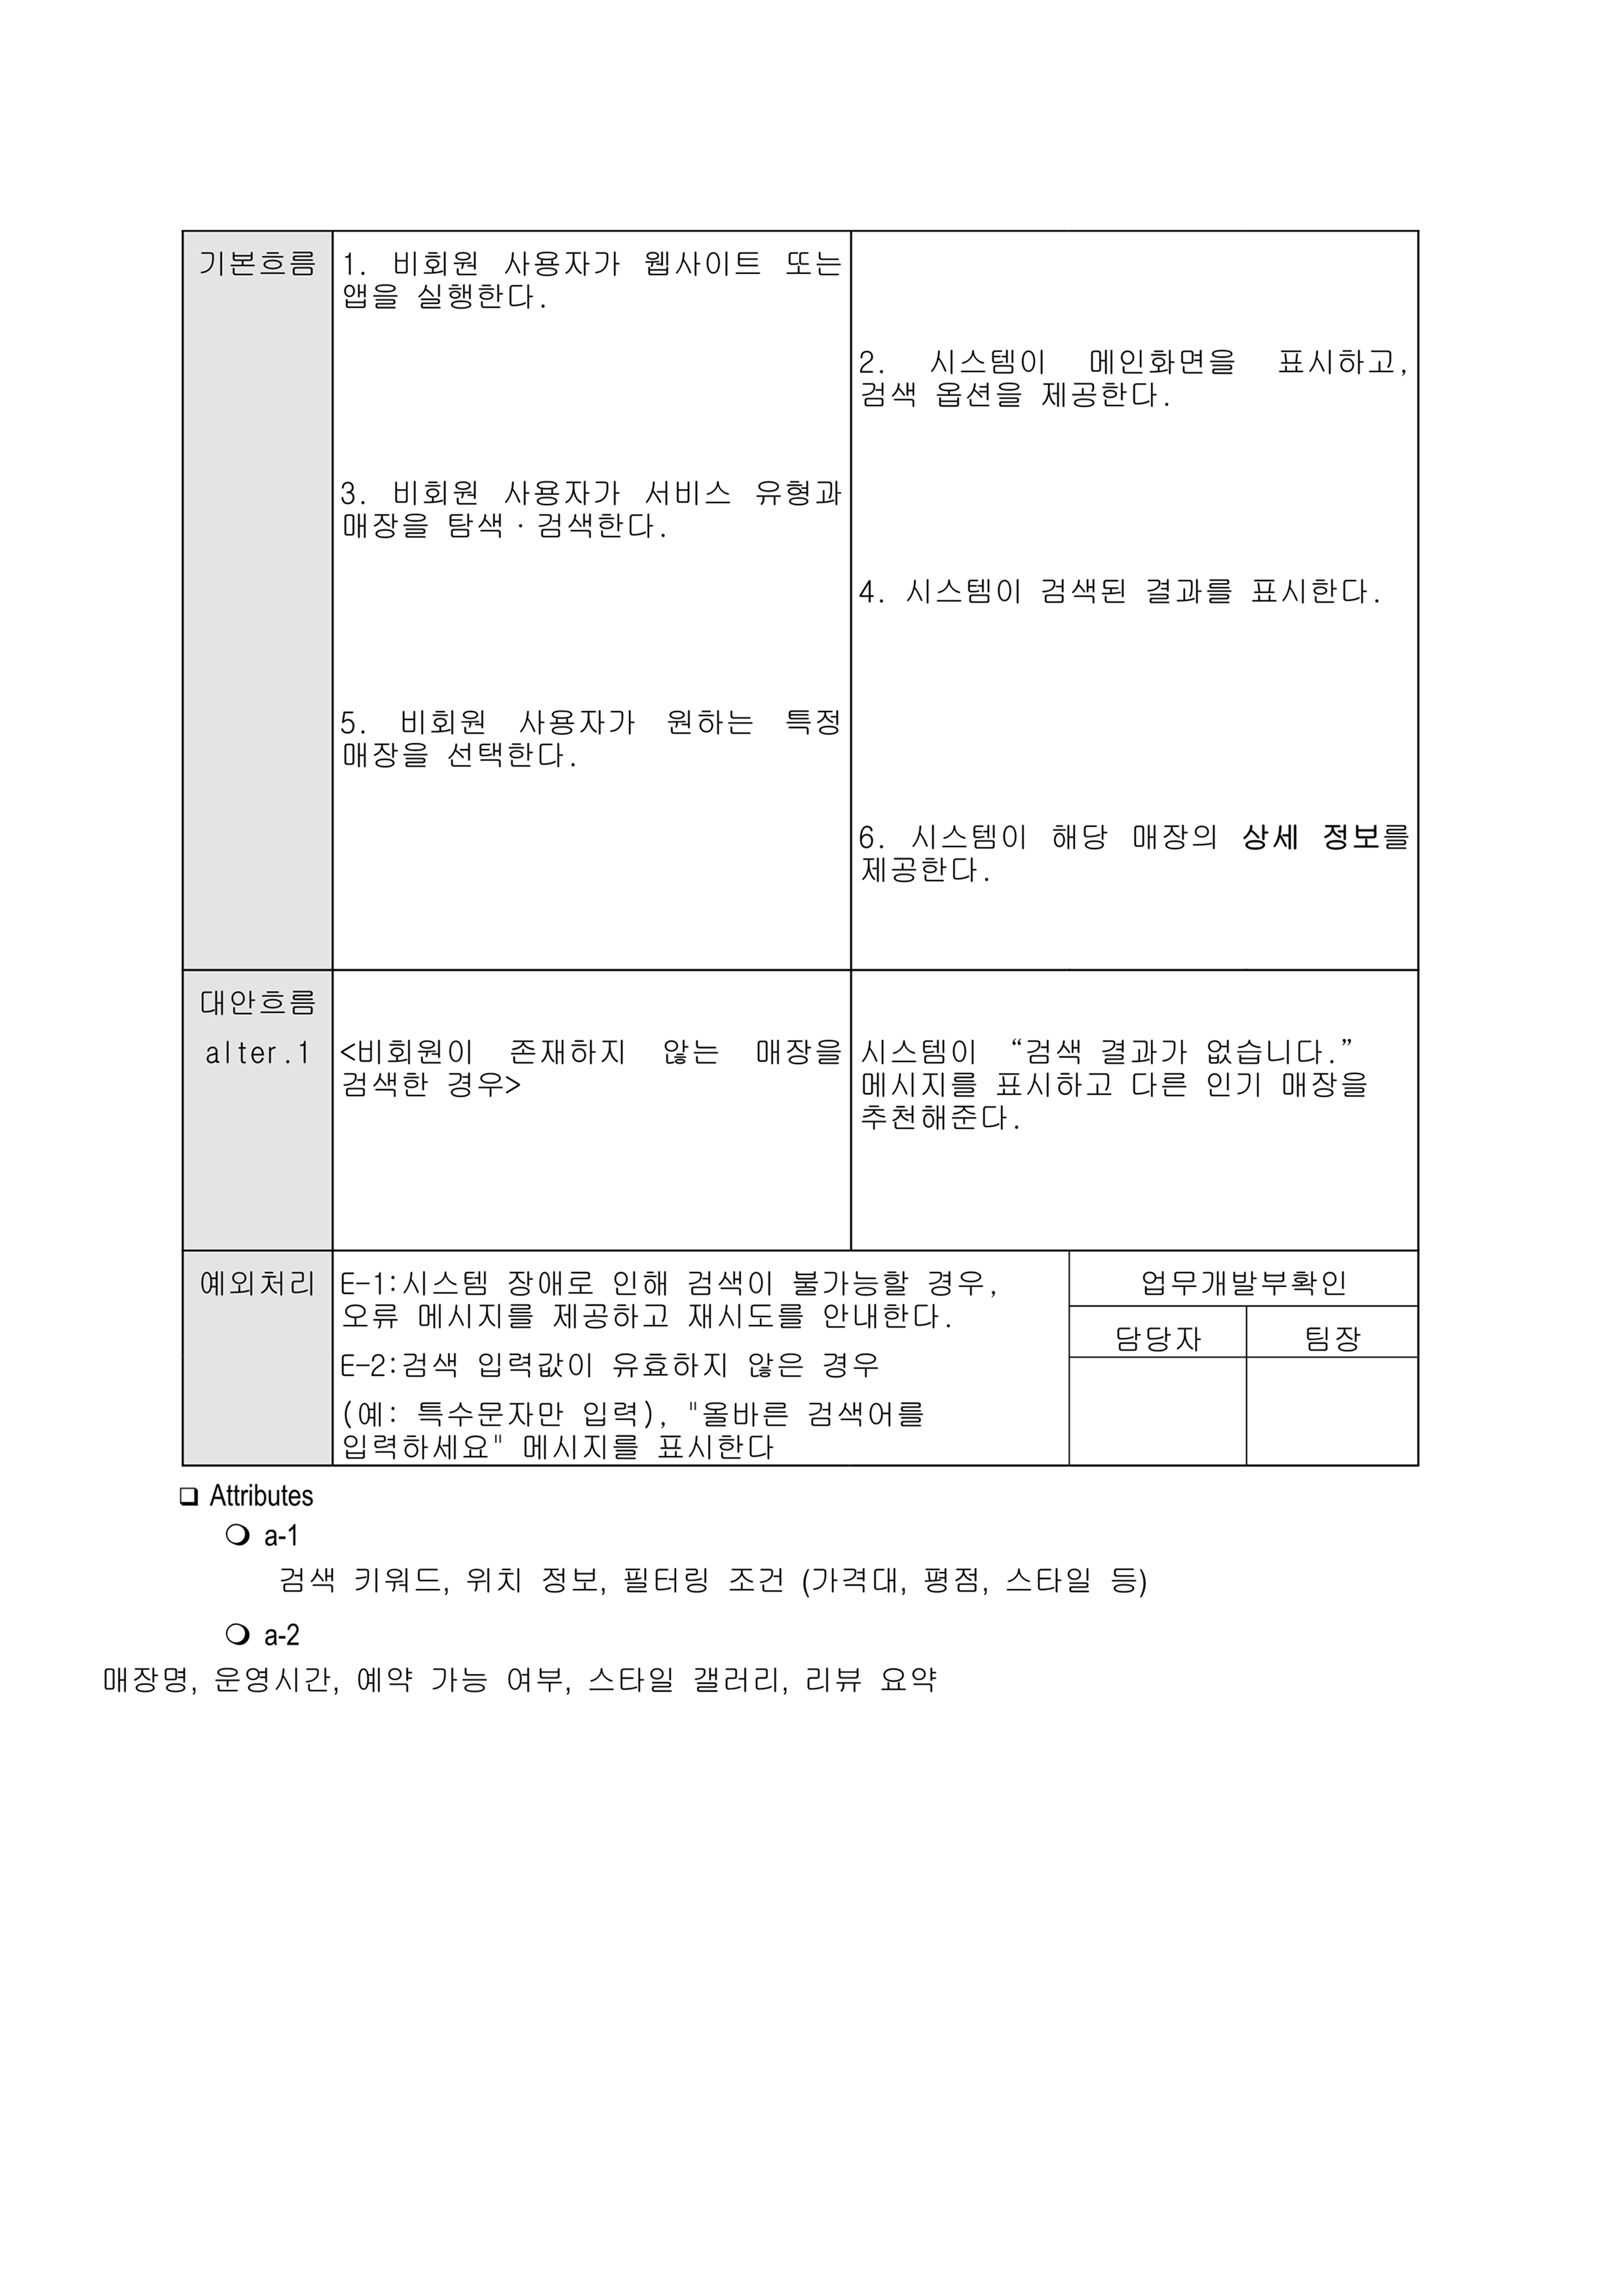 기본흐름
1. 비회원 사용자가 웹사이트 또는
앱을 실행한다.
2. 시스템이 메인화면을 표시하고,
검색 옵션을 제공한다.
3. 비회원 사용자가 서비스 유형과
매장을 탐색·검색한다.
4. 시스템이 검색된 결과를 표시한다.
5. 비회원 사용자가 원하는 특정
매장을 선택한다.
6. 시스템이 해당 매장의 상세 정보를
제공한다.
대안흐름
alter.1
<비회원이 존재하지 않는 매장을
검색한 경우>
시스템이 “검색 결과가 없습니다.”
메시지를 표시하고 다른 인기 매장을
추천해준다.
예외처리
E-1:시스템 장애로 인해 검색이 불가능할 경우,
오류 메시지를 제공하고 재시도를 안내한다.
E-2:검색 입력값이 유효하지 않은 경우
(예: 특수문자만 입력), "올바른 검색어를
입력하세요" 메시지를 표시한다
업무개발부확인
담당자 팀장
❑ Attributes
❍ a-1
검색 키워드, 위치 정보, 필터링 조건 (가격대, 평점, 스타일 등)
❍ a-2
매장명, 운영시간, 예약 가능 여부, 스타일 갤러리, 리뷰 요약